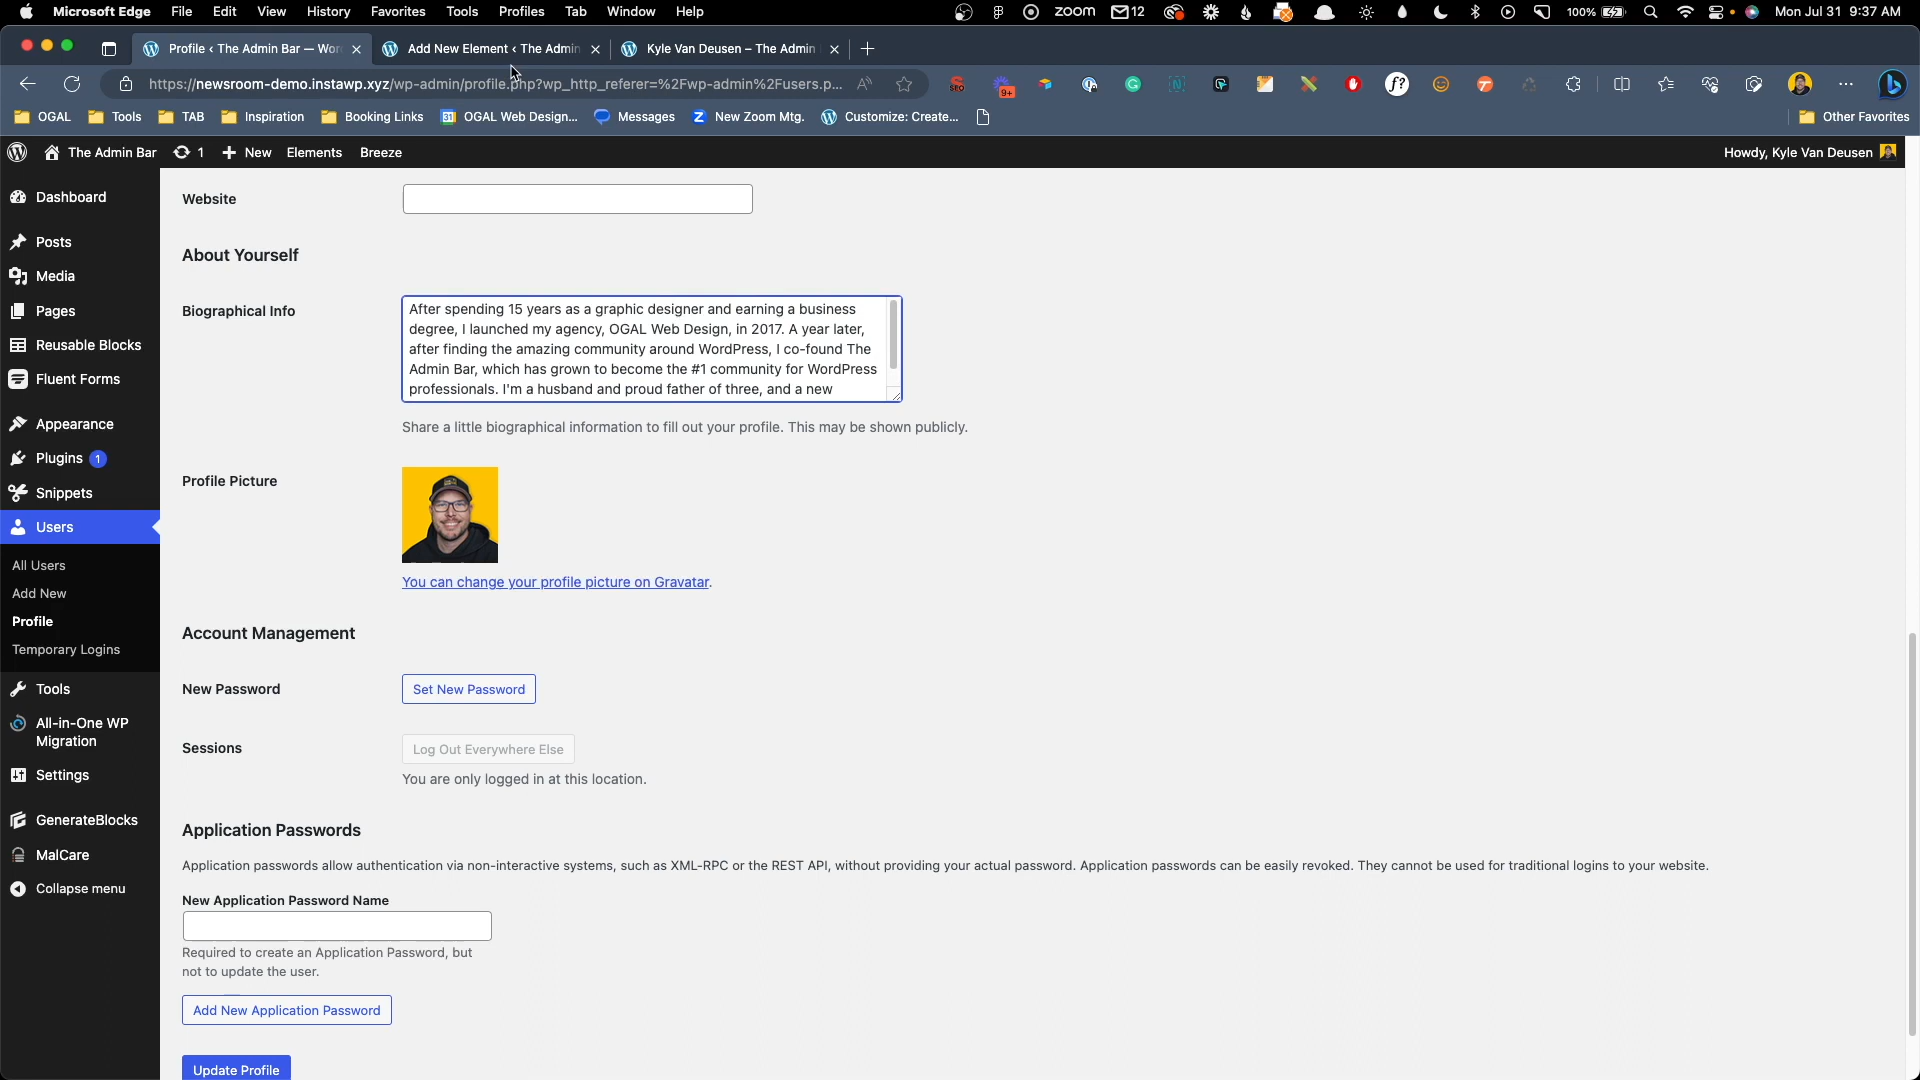 Microsoft Edge File Edit View History Favorites Tools Profiles Tab Window Help zoom 12 100% Mon Jul 31 9:37 AM
Profile ‹ The Admin Bar — Wor Add New Element ‹ The Admin Kyle Van Deusen – The Admin
https://newsroom-demo.instawp.xyz/wp-admin/profile.php?wp_http_referer=%2Fwp-admin%2Fusers.p... 9+
OGAL Tools TAB Inspiration Booking Links OGAL Web Design... Messages New Zoom Mtg. Customize: Create... Other Favorites
The Admin Bar 1 New Elements Breeze Howdy, Kyle Van Deusen
Dashboard
Posts
Media
Pages
Reusable Blocks
Fluent Forms
Appearance
Plugins 1
Snippets
Users
All Users
Add New
Profile
Temporary Logins
Tools
All-in-One WP
Migration
Settings
GenerateBlocks
MalCare
Collapse menu
Website
About Yourself
Biographical Info
After spending 15 years as a graphic designer and earning a business
degree, I launched my agency, OGAL Web Design, in 2017. A year later,
after finding the amazing community around WordPress, I co-found The
Admin Bar, which has grown to become the #1 community for WordPress
professionals. I'm a husband and proud father of three, and a new
Share a little biographical information to fill out your profile. This may be shown publicly.
Profile Picture
You can change your profile picture on Gravatar.
Account Management
New Password
Set New Password
Sessions
Log Out Everywhere Else
You are only logged in at this location.
Application Passwords
Application passwords allow authentication via non-interactive systems, such as XML-RPC or the REST API, without providing your actual password. Application passwords can be easily revoked. They cannot be used for traditional logins to your website.
New Application Password Name
Required to create an Application Password, but
not to update the user.
Add New Application Password
Update Profile